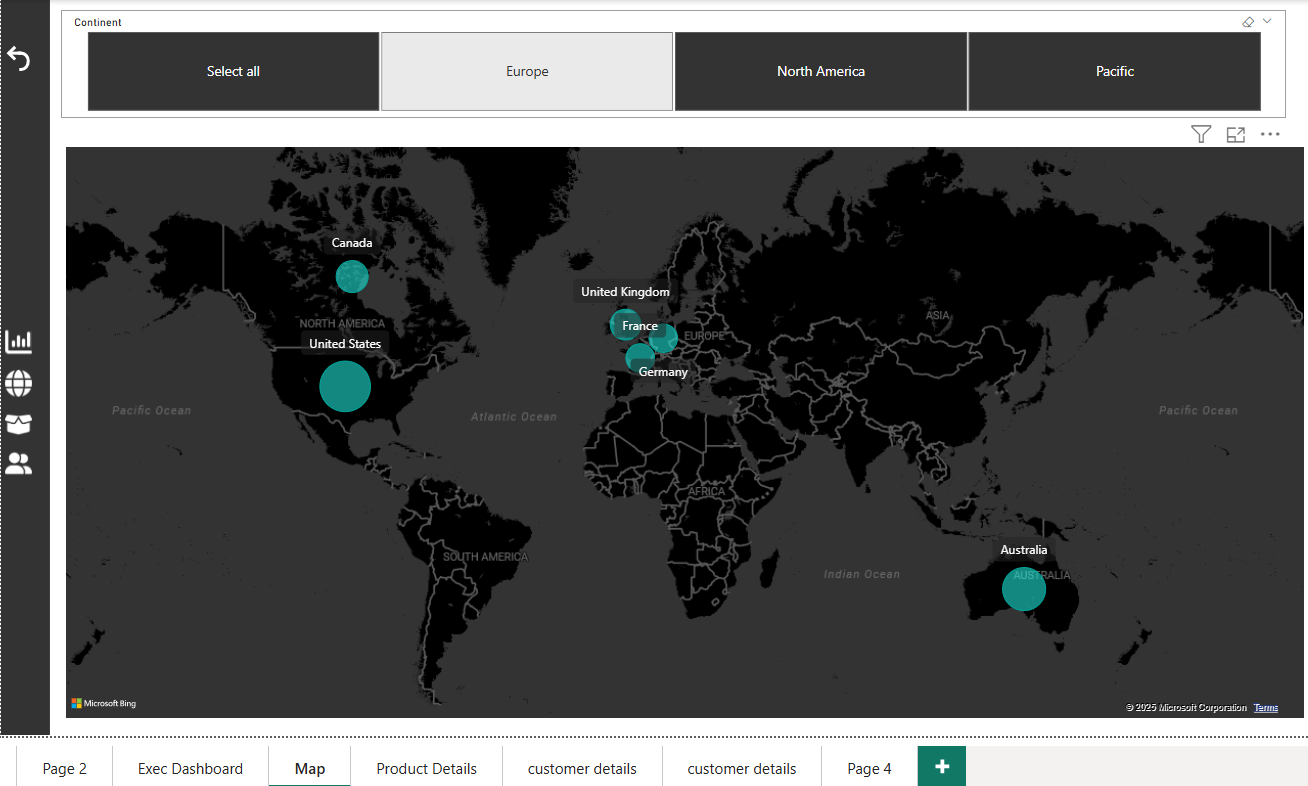 Continent
Select all
Europe
North America
Pacific
Canada
United Kingdom
NORTH AMERICA
France
EUROPE
ASIA
United States
Germany
Pacific Ocean
Atlantic Ocean
Pacific Ocean
AFRICA
SOUTH AMERICA
Australia
Indian Ocean
AUSTRALIA
Microsoft Bing
© 2025 Microsoft Corporation Terms
Page 2
Exec Dashboard
Map
Product Details
customer details
customer details
Page 4